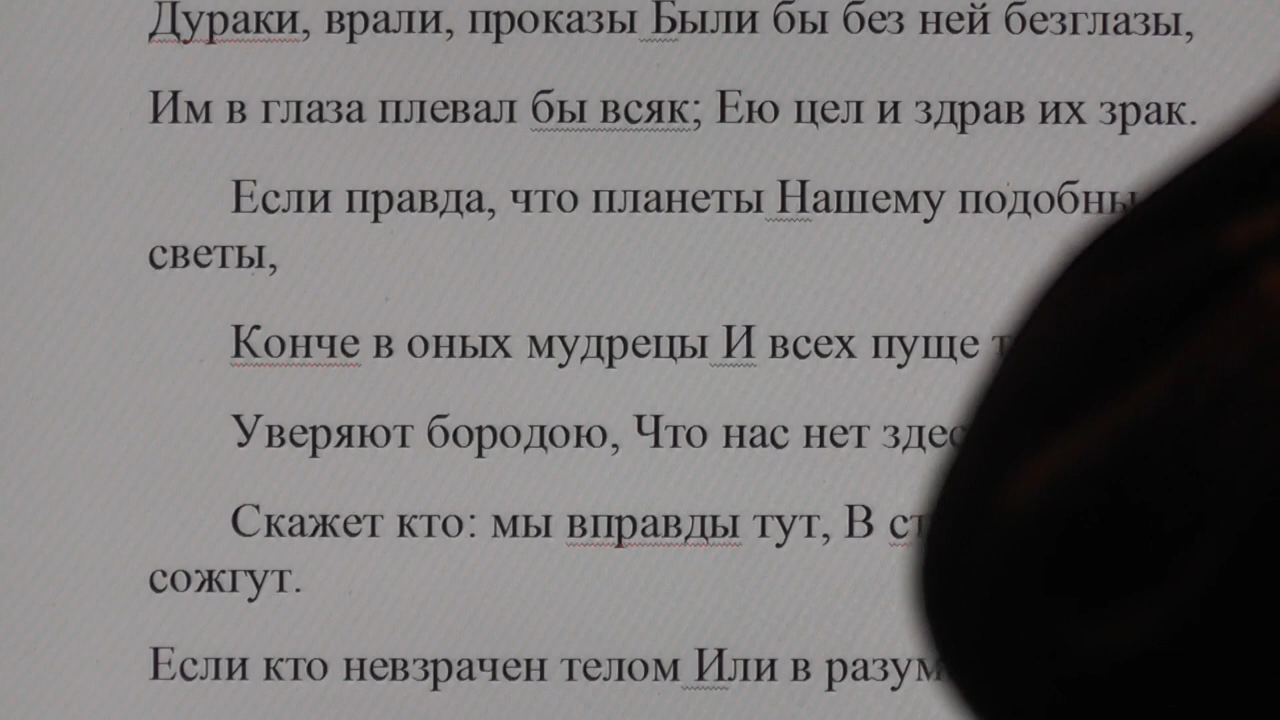 Дураки, врали, проказы Были бы без ней безглазы,
Им в глаза плевал бы всяк; Ею цел и здрав их зрак.
Если правда, что планеты Нашему подобны
светы,
Конче в оных мудрецы И всех пуще
Уверяют бородою, Что нас нет
Скажет кто: мы вправды тут, В
сожгут.
Если кто невзрачен телом Или в